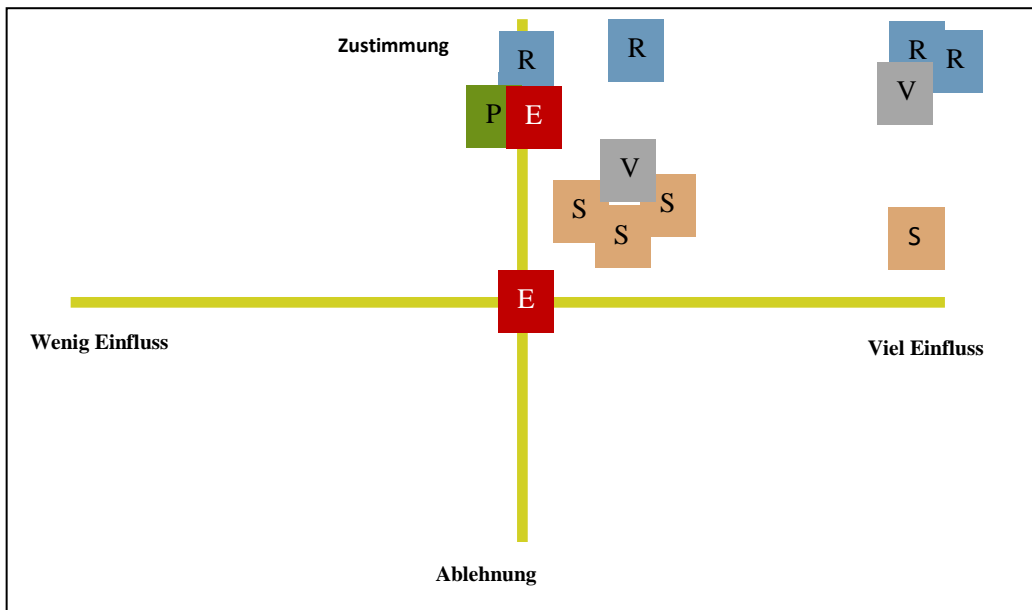 Zustimmung
R
R
R
R
V
P
E
V
S
S
S
S
E
Wenig Einfluss
Viel Einfluss
Ablehnung